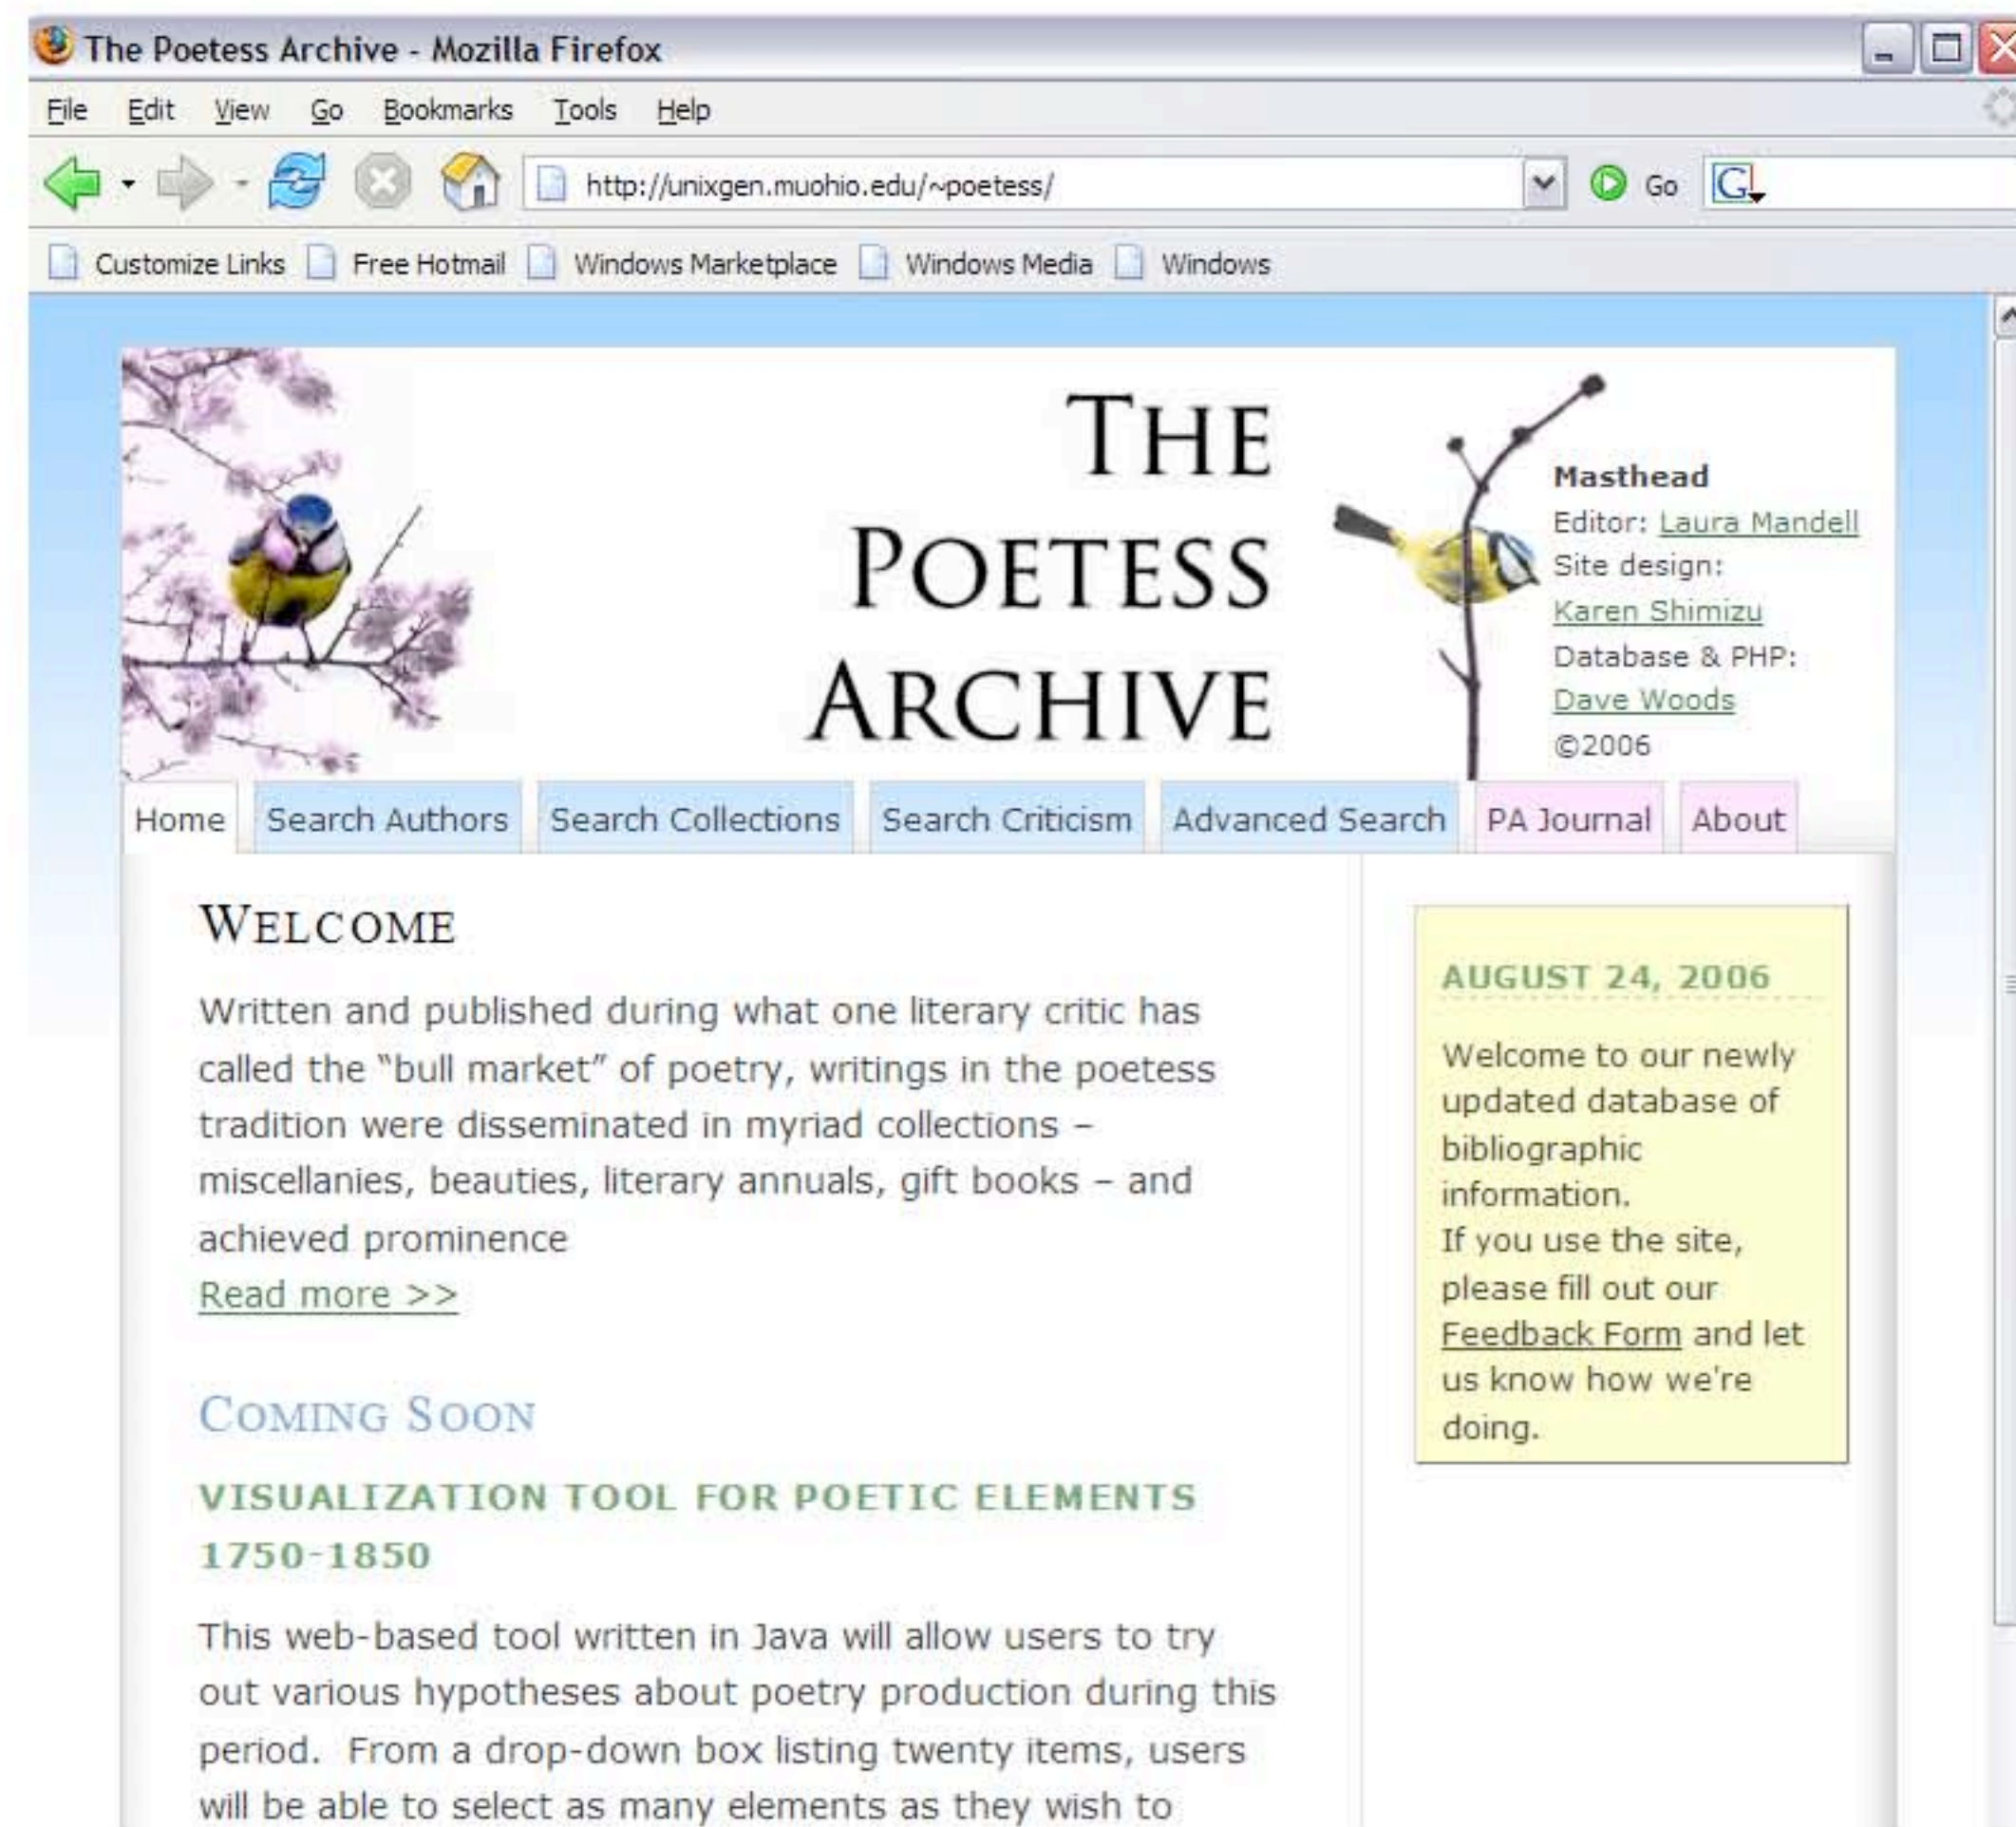 The Poetess Archive - Mozilla Firefox
File Edit View Go Bookmarks Tools Help
http://unixgen.muohio.edu/~poetess/ Go G
Customize Links Free Hotmail Windows Marketplace Windows Media Windows
THE
POETESS
ARCHIVE
Masthead
Editor: Laura Mandell
Site design:
Karen Shimizu
Database & PHP:
Dave Woods
©2006
Home Search Authors Search Collections Search Criticism Advanced Search PA Journal About
WELCOME
Written and published during what one literary critic has
called the “bull market” of poetry, writings in the poetess
tradition were disseminated in myriad collections –
miscellanies, beauties, literary annuals, gift books – and
achieved prominence
Read more >>
COMING SOON
VISUALIZATION TOOL FOR POETIC ELEMENTS
1750-1850
This web-based tool written in Java will allow users to try
out various hypotheses about poetry production during this
period. From a drop-down box listing twenty items, users
will be able to select as many elements as they wish to
AUGUST 24, 2006
Welcome to our newly
updated database of
bibliographic
information.
If you use the site,
please fill out our
Feedback Form and let
us know how we're
doing.